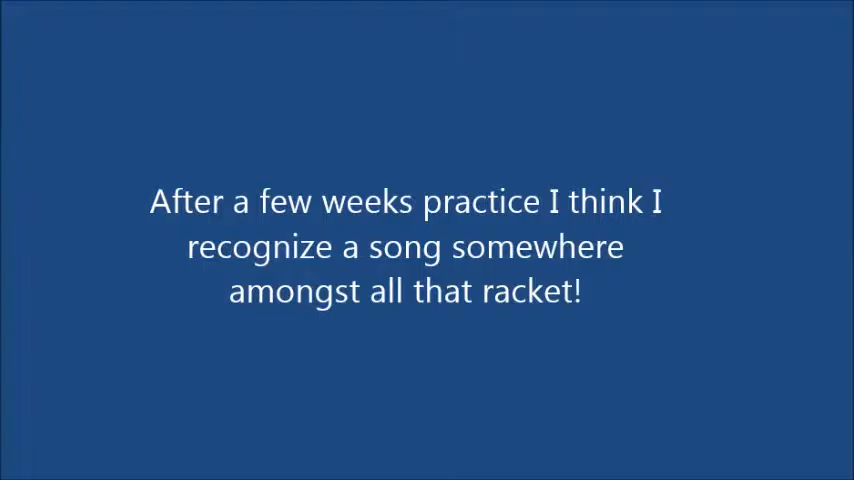 After a few weeks practice I think I
recognize a song somewhere
amongst all that racket!